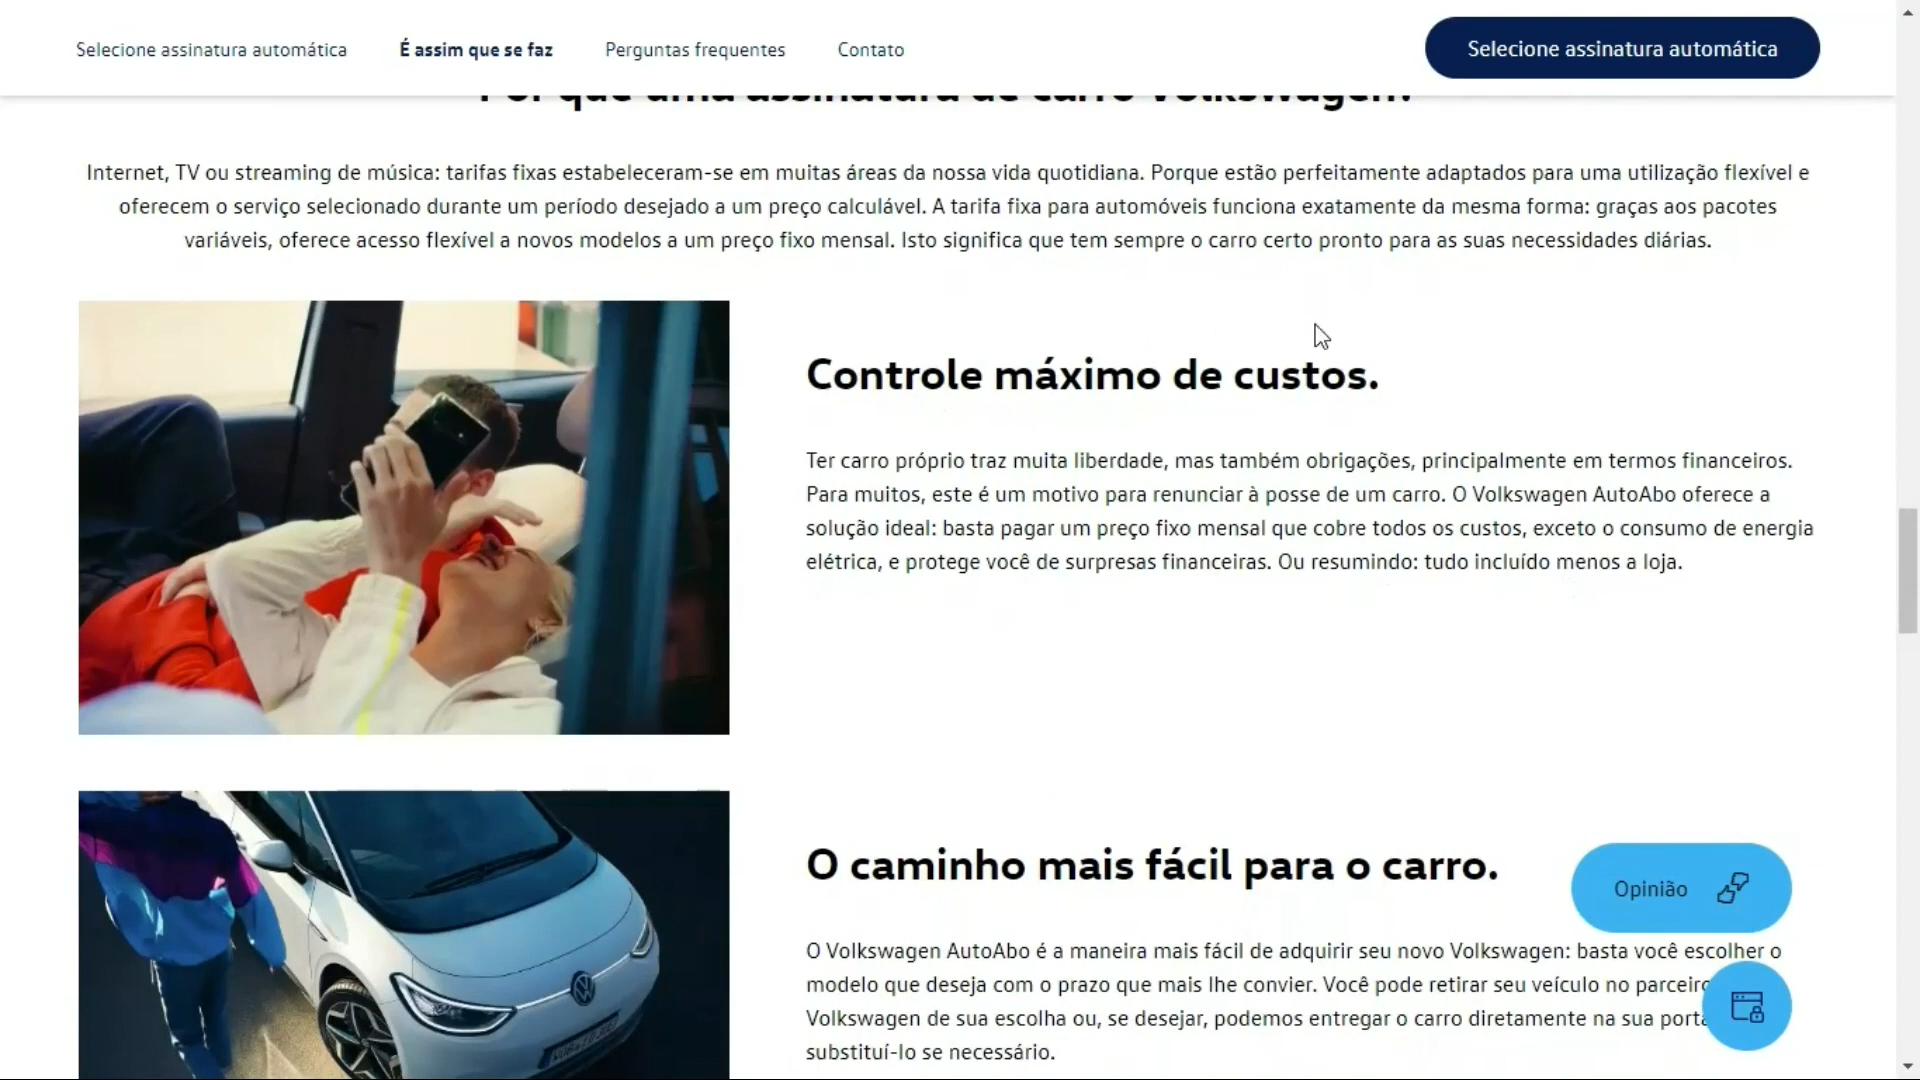 Selecione assinatura automática
É assim que se faz
Perguntas frequentes
Contato
Selecione assinatura automática
Por que uma assinatura de carro Volkswagen?
Internet, TV ou streaming de música: tarifas fixas estabeleceram-se em muitas áreas da nossa vida quotidiana. Porque estão perfeitamente adaptados para uma utilização flexível e
oferecem o serviço selecionado durante um período desejado a um preço calculável. A tarifa fixa para automóveis funciona exatamente da mesma forma: graças aos pacotes
variáveis, oferece acesso flexível a novos modelos a um preço fixo mensal. Isto significa que tem sempre o carro certo pronto para as suas necessidades diárias.
Controle máximo de custos.
Ter carro próprio traz muita liberdade, mas também obrigações, principalmente em termos financeiros.
Para muitos, este é um motivo para renunciar à posse de um carro. O Volkswagen AutoAbo oferece a
solução ideal: basta pagar um preço fixo mensal que cobre todos os custos, exceto o consumo de energia
elétrica, e protege você de surpresas financeiras. Ou resumindo: tudo incluído menos a loja.
O caminho mais fácil para o carro.
Opinião
O Volkswagen AutoAbo é a maneira mais fácil de adquirir seu novo Volkswagen: basta você escolher o
modelo que deseja com o prazo que mais lhe convier. Você pode retirar seu veículo no parceiro
Volkswagen de sua escolha ou, se desejar, podemos entregar o carro diretamente na sua porta
substituí-lo se necessário.